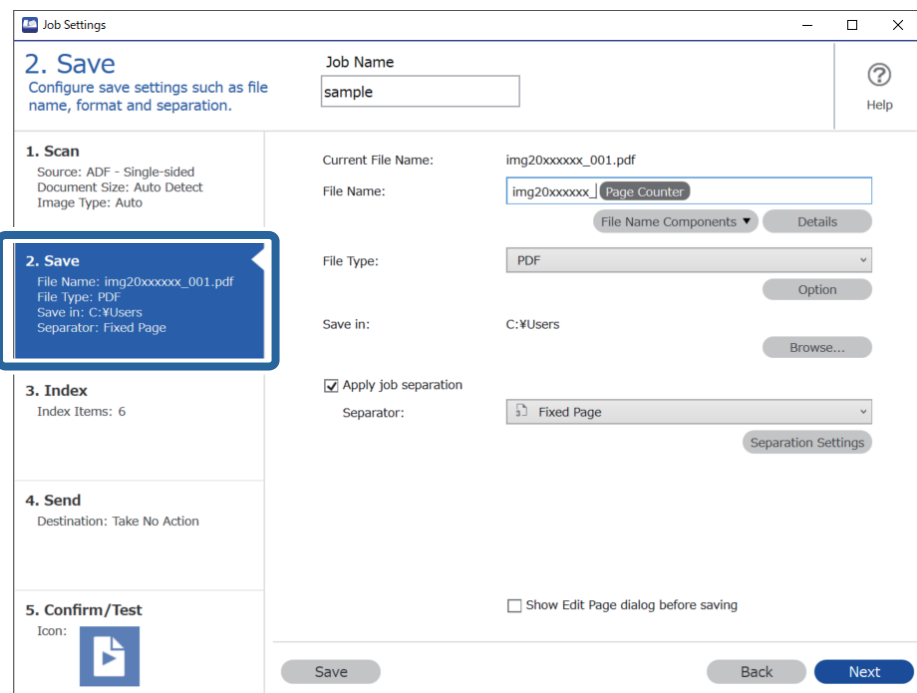 Job Settings
2. Save
Configure save settings such as file
name, format and separation.
Job Name
sample
Help
1. Scan
Source: ADF - Single-sided
Document Size: Auto Detect
Image Type: Auto
2. Save
File Name: img20xxxxxx_001.pdf
File Type: PDF
Save in: C:¥Users
Separator: Fixed Page
3. Index
Index Items: 6
4. Send
Destination: Take No Action
5. Confirm/Test
Icon:
Current File Name: img20xxxxxx_001.pdf
File Name: img20xxxxxx_ Page Counter
File Name Components ▼ Details
File Type: PDF
Option
Save in: C:¥Users
Browse...
Apply job separation
Separator: Fixed Page
Separation Settings
Show Edit Page dialog before saving
Save Back Next